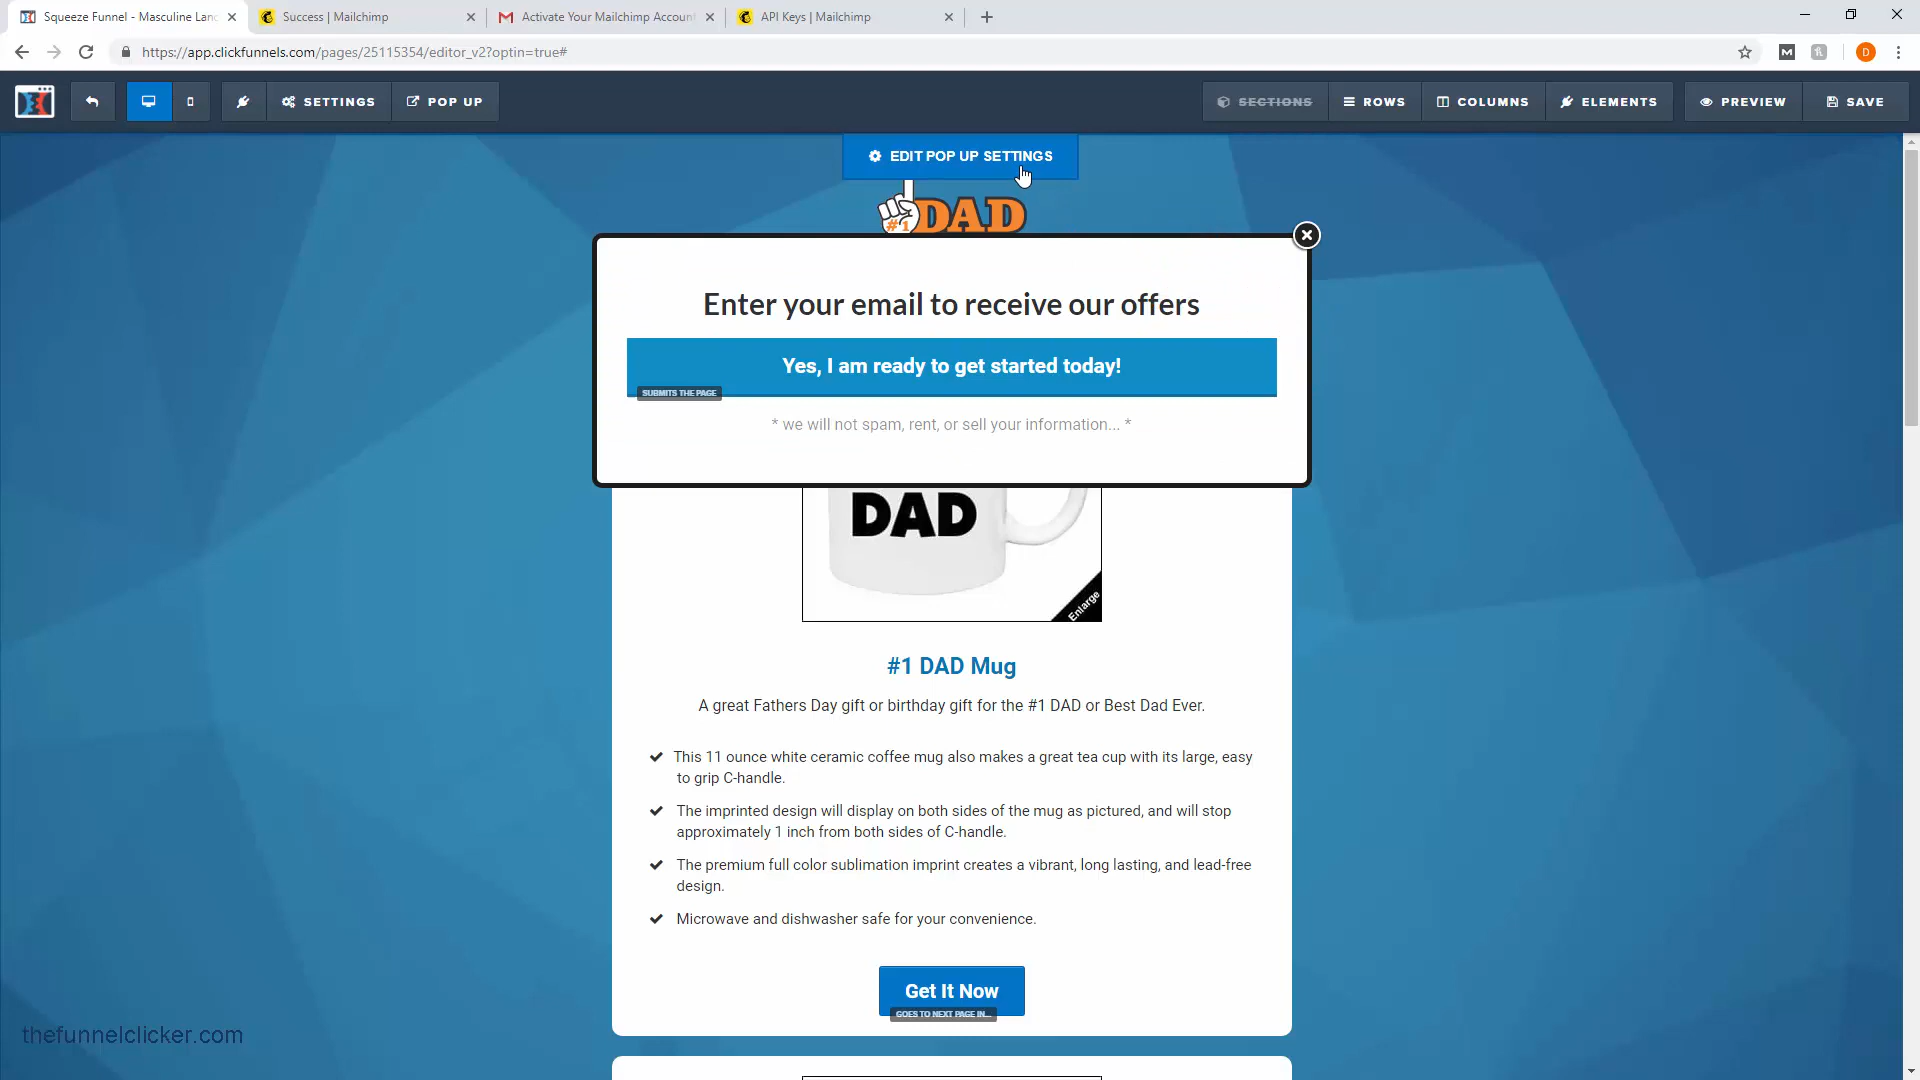 Squeeze Funnel - Masculine Lan
Success | Mailchimp
Activate Your Mailchimp Accoun
API Keys | Mailchimp
https://app.clickfunnels.com/pages/25115354/editor_v2?optin=true#
D
SETTINGS
POP UP
SECTIONS
ROWS
COLUMNS
ELEMENTS
PREVIEW
SAVE
EDIT POP UP SETTINGS
#1 DAD
Enter your email to receive our offers
Yes, I am ready to get started today!
SUBMITS THE PAGE
* we will not spam, rent, or sell your information... *
DAD
Enlarge
#1 DAD Mug
A great Fathers Day gift or birthday gift for the #1 DAD or Best Dad Ever.
This 11 ounce white ceramic coffee mug also makes a great tea cup with its large, easy
to grip C-handle.
The imprinted design will display on both sides of the mug as pictured, and will stop
approximately 1 inch from both sides of C-handle.
The premium full color sublimation imprint creates a vibrant, long lasting, and lead-free
design.
Microwave and dishwasher safe for your convenience.
Get It Now
GOES TO NEXT PAGE IN...
thefunnelclicker.com